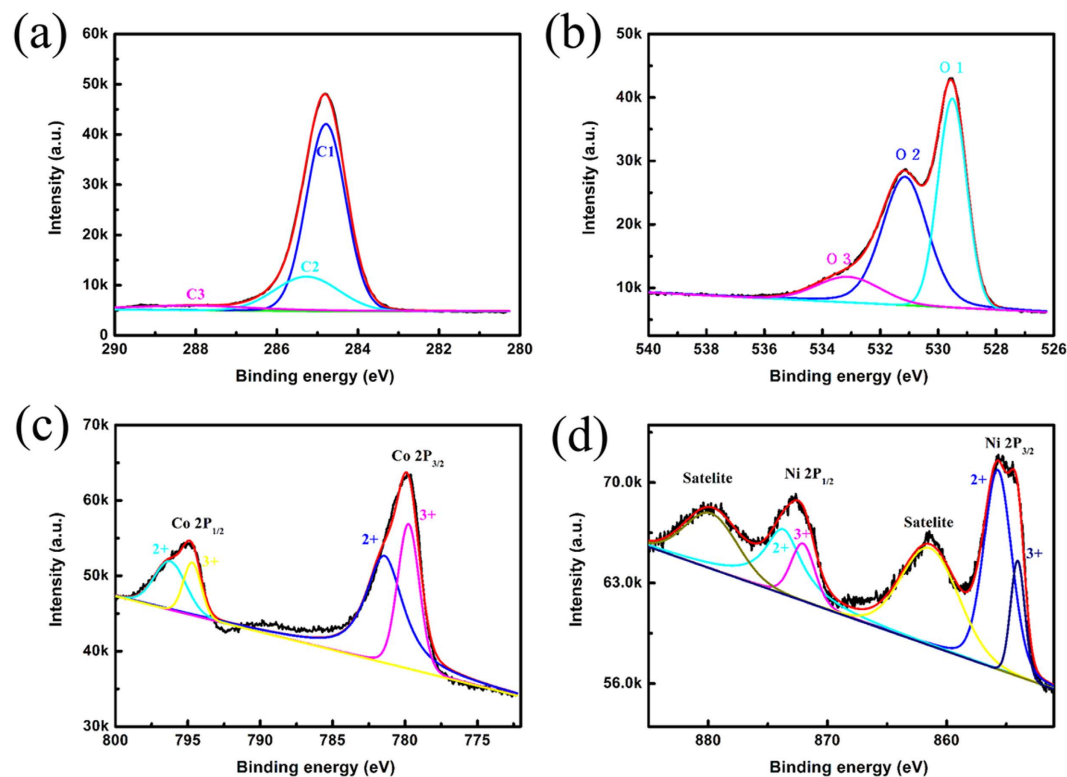 (a)
60k
50k
40k
30k
20k
10k
0
Intensity (a.u.)
C1
C2
C3
290 288 286 284 282 280
Binding energy (eV)
(b)
50k
40k
30k
20k
10k
Intensity (a.u.)
O 1
O 2
O 3
540 538 536 534 532 530 528 526
Binding energy (eV)
(c)
70k
60k
50k
40k
30k
Intensity (a.u.)
Co 2P3/2
Co 2P1/2
2+ 3+
2+ 3+
800 795 790 785 780 775
Binding energy (eV)
(d)
70.0k
63.0k
56.0k
Intensity (a.u.)
Ni 2P3/2
Satelite
Ni 2P1/2
Satelite
2+
3+
2+
3+
880 870 860
Binding energy (eV)